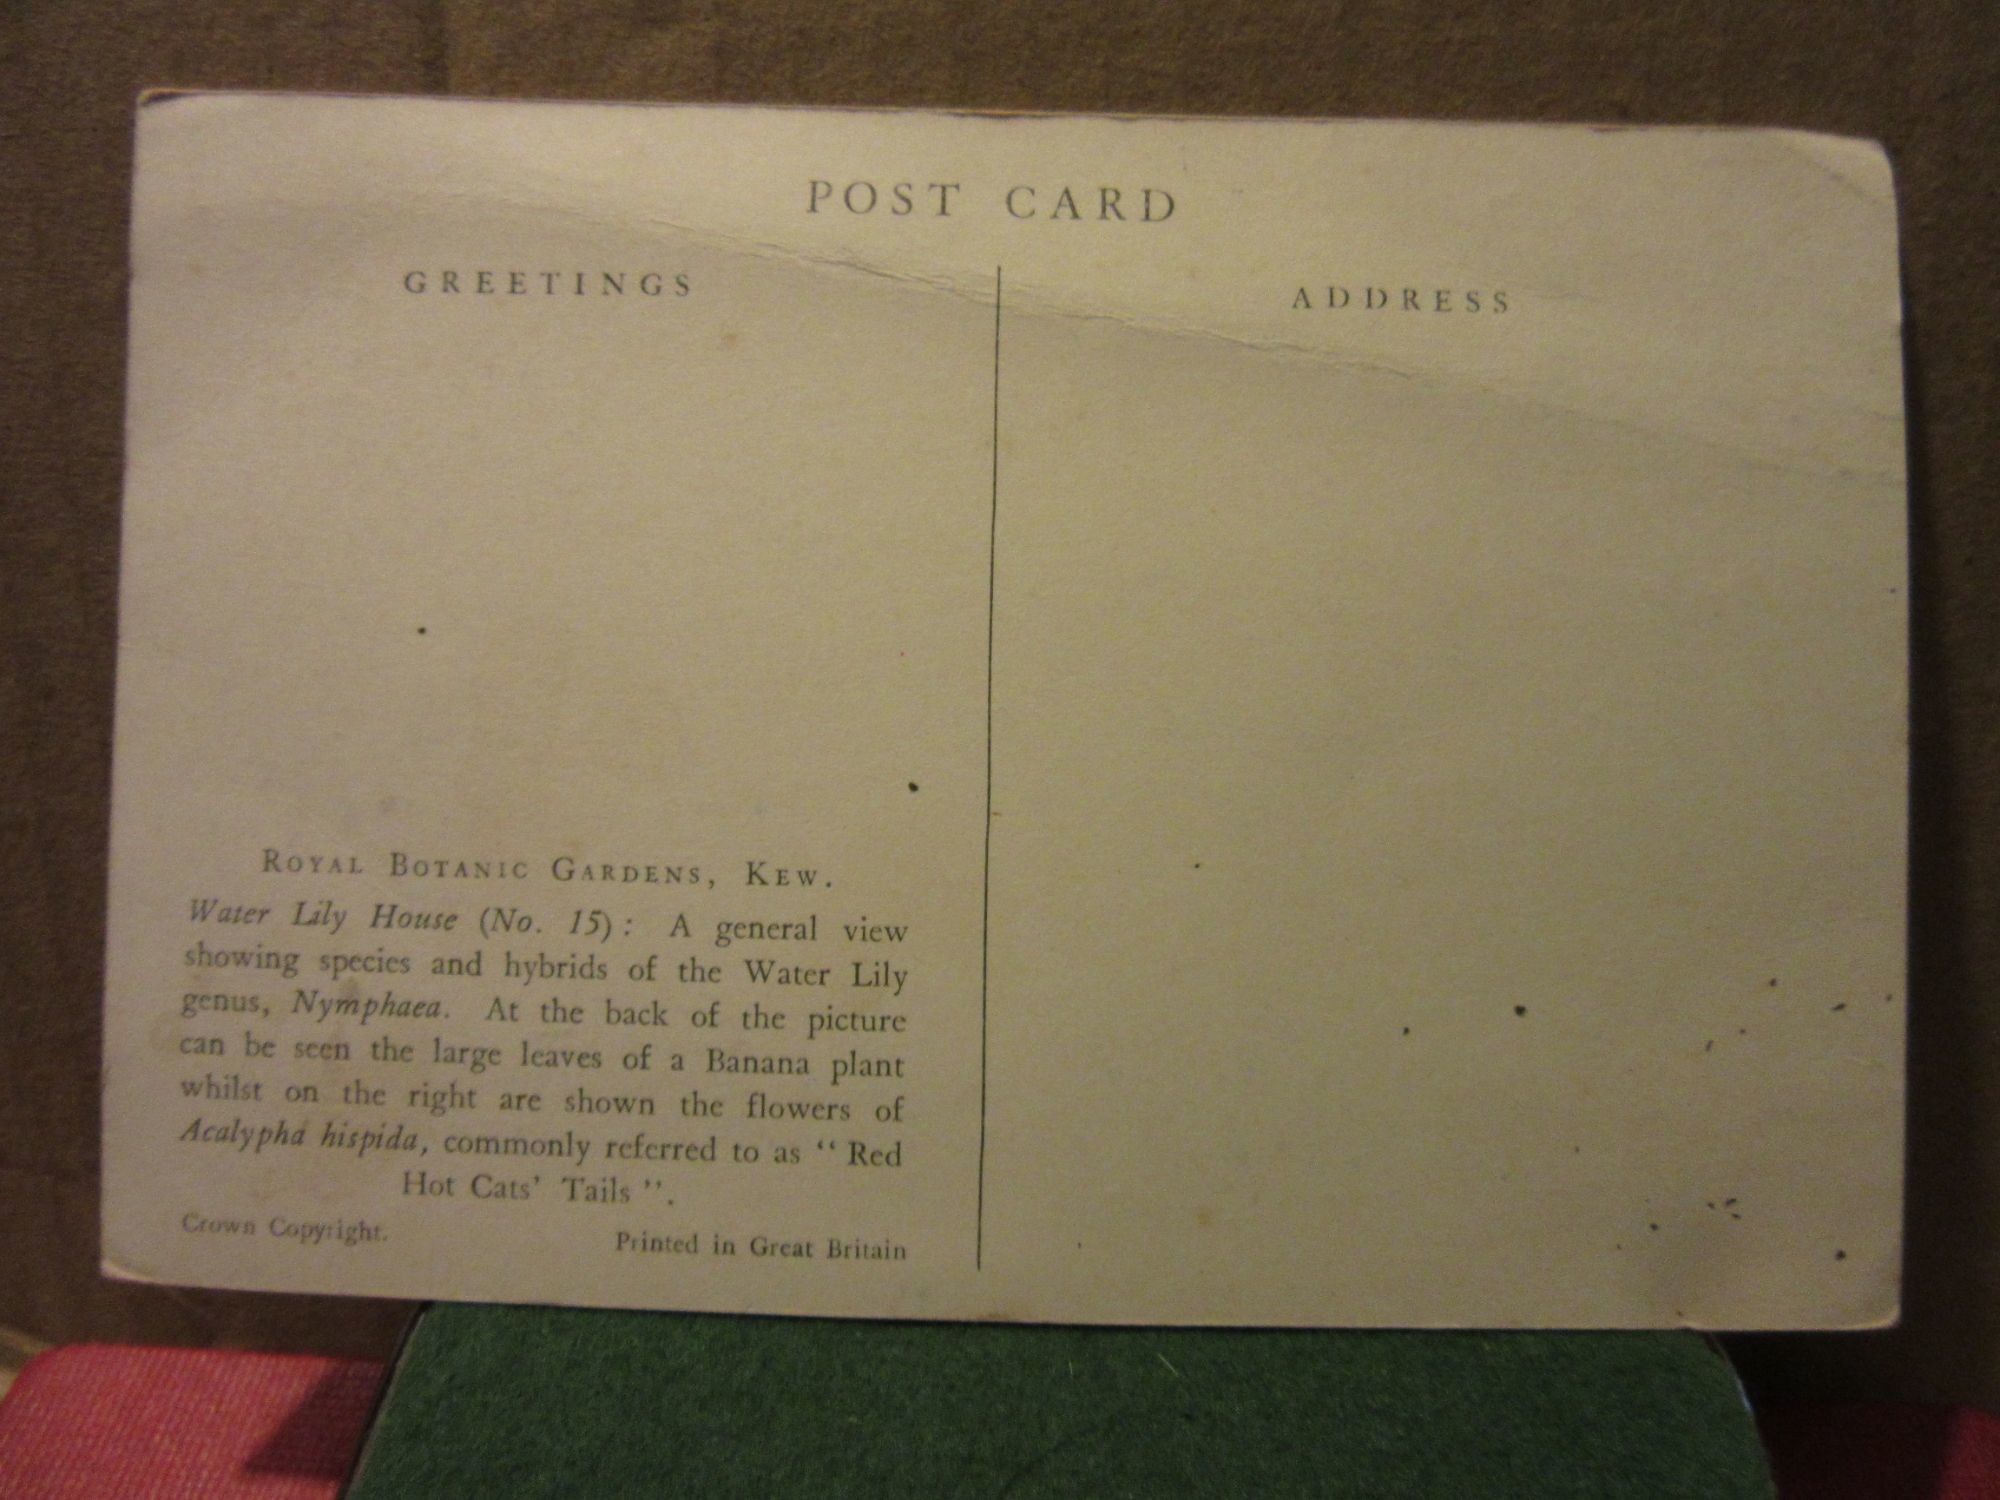 POST CARD
GREETINGS
ADDRESS
ROYAL BOTANIC GARDENS, KEW.
Water Lily House (No. 15): A general view
showing species and hybrids of the Water Lily
genus, Nymphaea. At the back of the picture
can be seen the large leaves of a Banana plant
whilst on the right are shown the flowers of
Acalypha hispida, commonly referred to as “ Red
Hot Cats’ Tails ”.
Crown Copyright. Printed in Great Britain